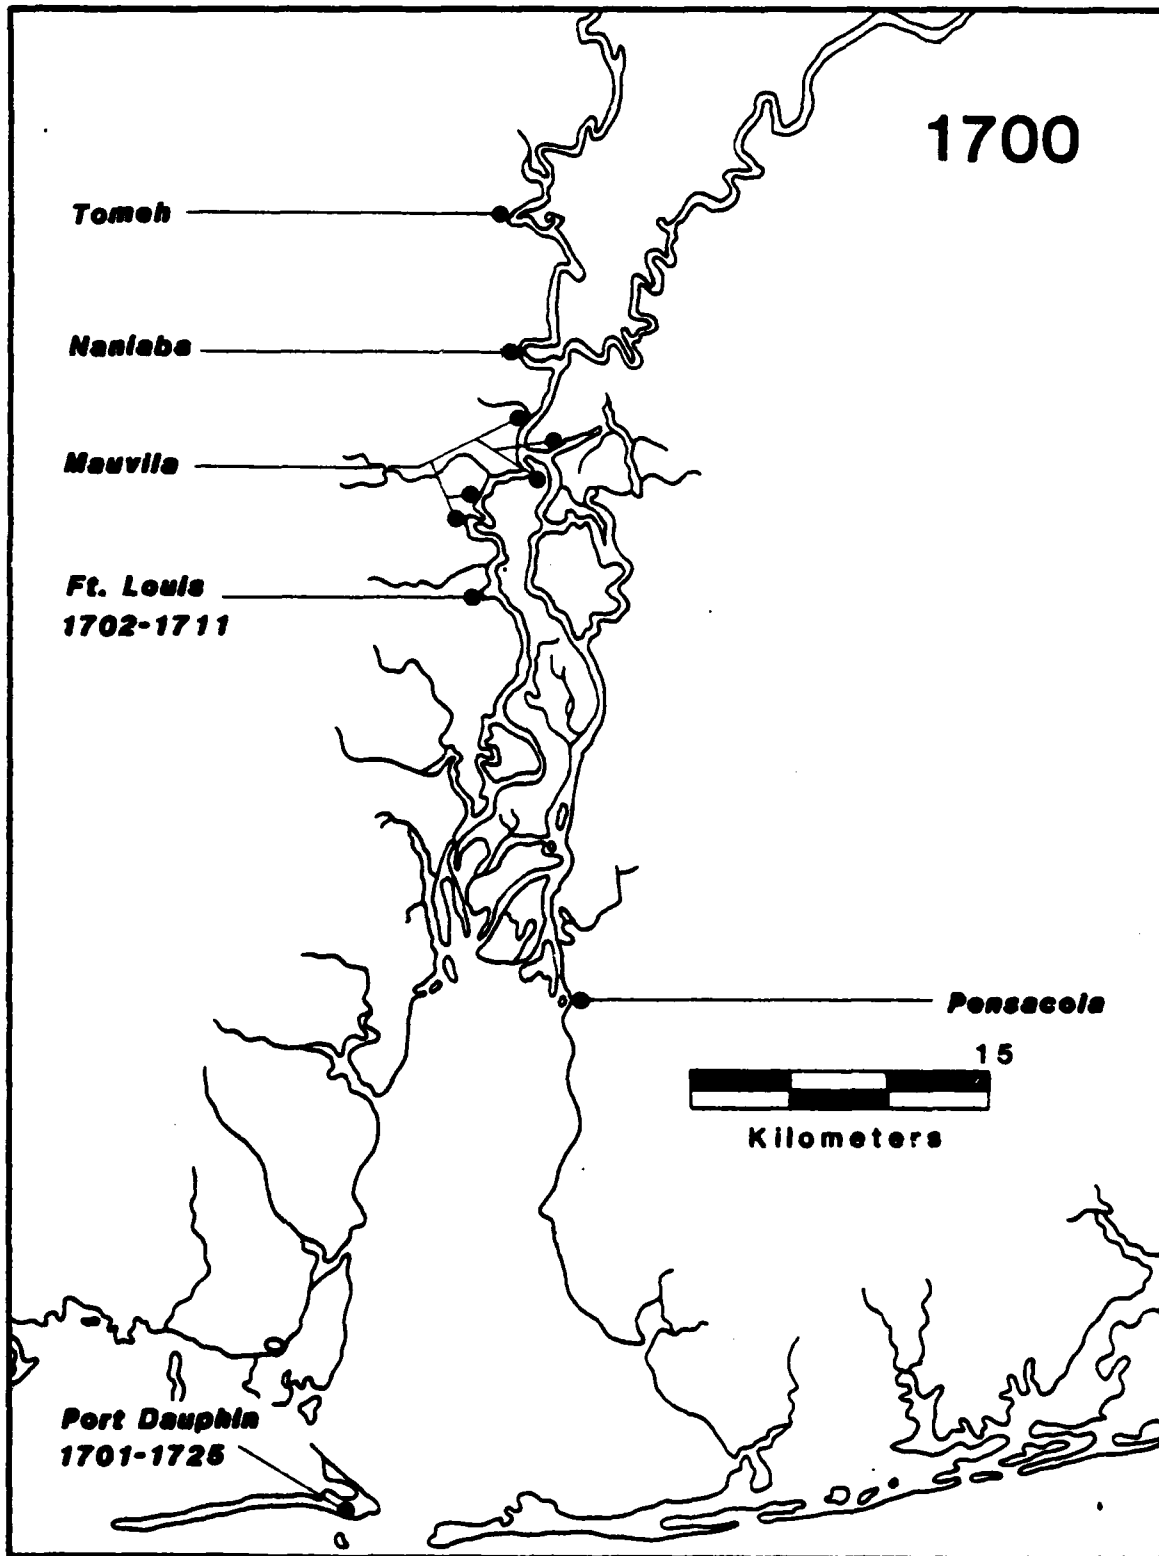 1700
Tomeh
Naniaba
Mauvila
Ft. Louis
1702-1711
Pensacola
15
Kilometers
Port Dauphin
1701-1725